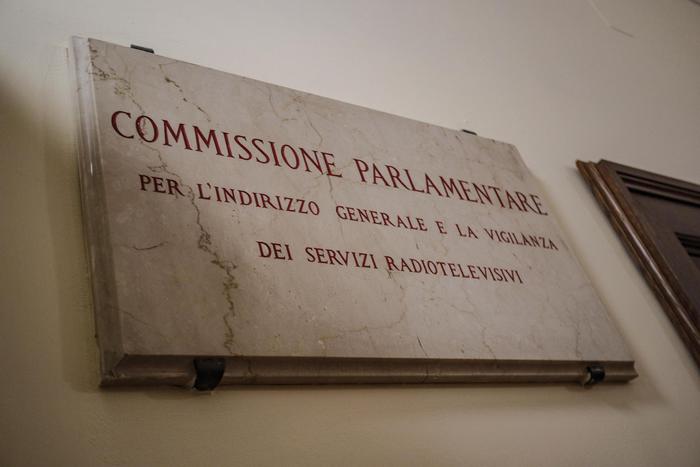 COMMISSIONE PARLAMENTARE
PER L'INDIRIZZO GENERALE E LA VIGILANZA
DEI SERVIZI RADIOTELEVISIVI